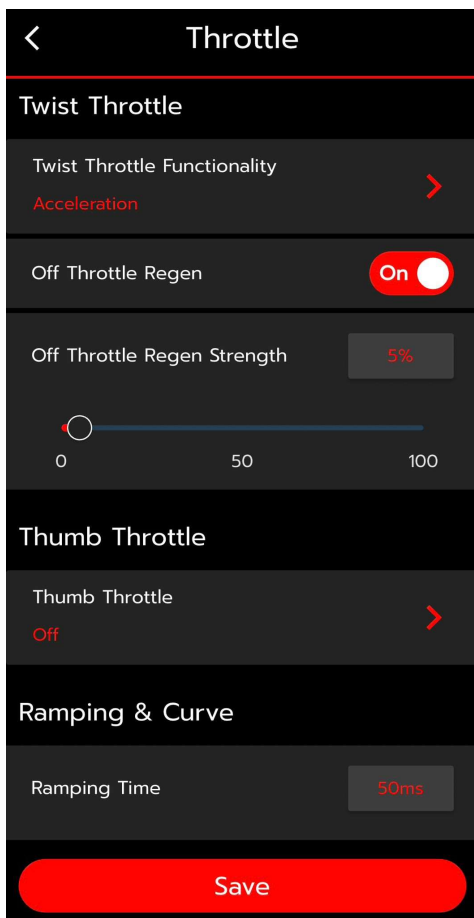 Throttle
Twist Throttle
Twist Throttle Functionality
Acceleration
Off Throttle Regen
On
Off Throttle Regen Strength
5%
0 50 100
Thumb Throttle
Thumb Throttle
Off
Ramping & Curve
Ramping Time
50ms
Save